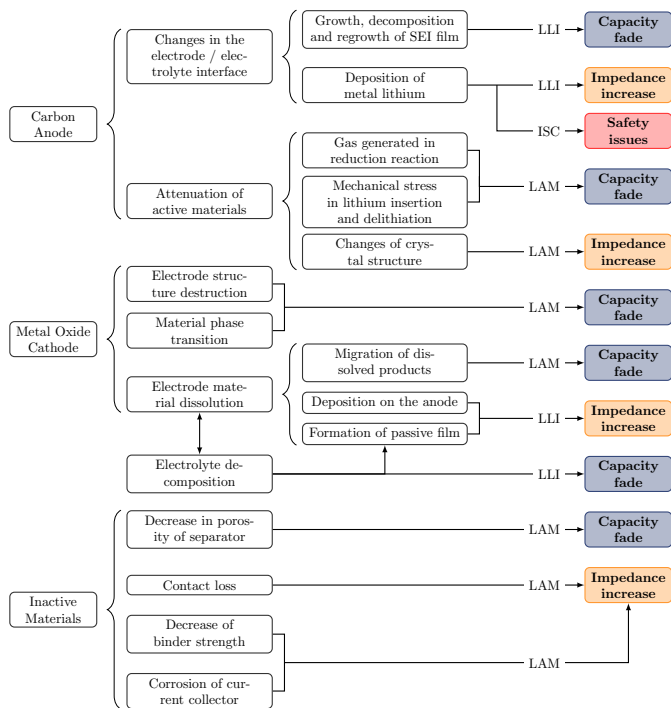 Growth, decomposition
and regrowth of SEI film
LLI
Capacity
fade
Changes in the
electrode / elec-
trolyte interface
Deposition of
metal lithium
LLI
Impedance
increase
Carbon
Anode
ISC
Safety
issues
Gas generated in
reduction reaction
Attenuation of
active materials
Mechanical stress
in lithium insertion
and delithiation
LAM
Capacity
fade
Changes of crys-
tal structure
LAM
Impedance
increase
Electrode struc-
ture destruction
LAM
Capacity
fade
Metal Oxide
Cathode
Material phase
transition
Migration of dis-
solved products
LAM
Capacity
fade
Electrode mate-
rial dissolution
Deposition on the anode
LLI
Impedance
increase
Formation of passive film
Electrolyte de-
composition
LLI
Capacity
fade
Decrease in poros-
ity of separator
LAM
Capacity
fade
Contact loss
LAM
Impedance
increase
Inactive
Materials
Decrease of
binder strength
LAM
Corrosion of cur-
rent collector